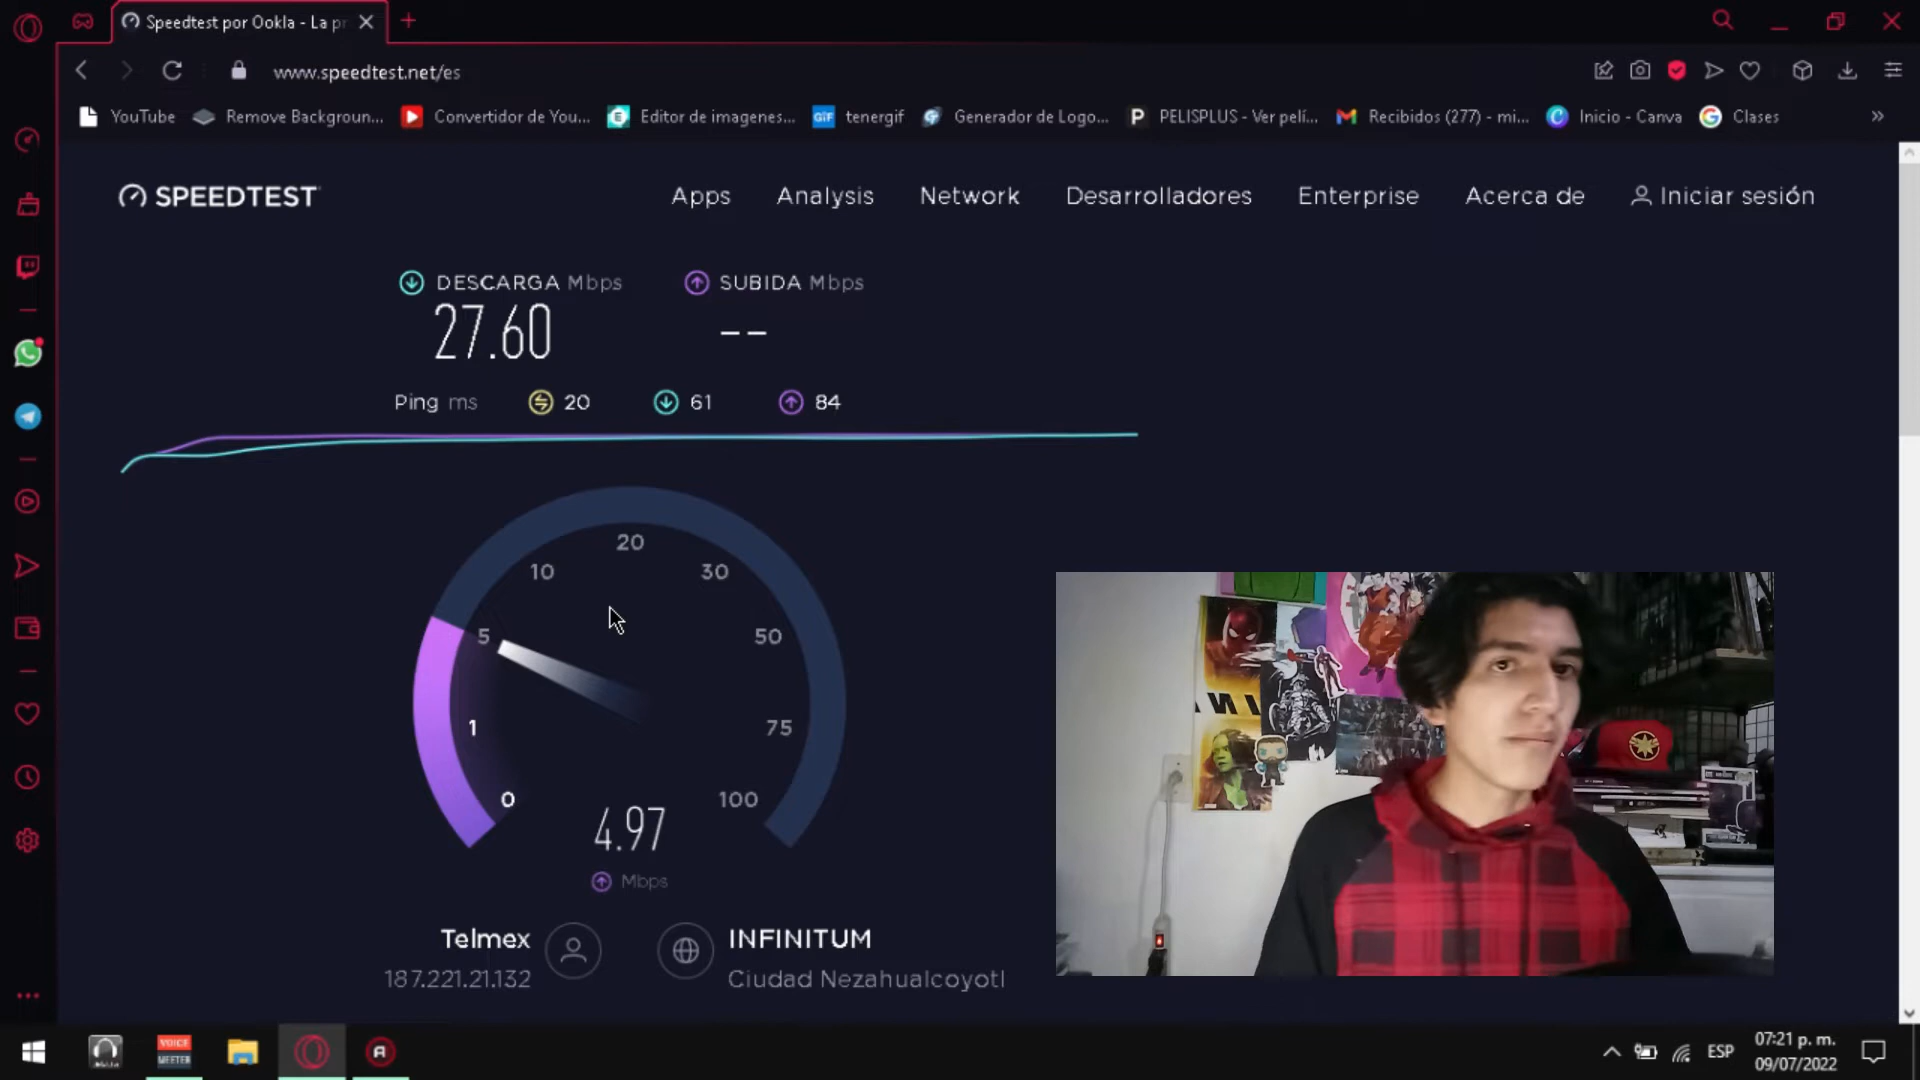 Speedtest por Ookla - La pr
www.speedtest.net/es
YouTube
Remove Backgroun...
Convertidor de You...
Editor de imagenes...
GIF
tenergif
Generador de Logo...
P
PELISPLUS - Ver pelí...
Recibidos (277) - mi...
Inicio - Canva
Clases
SPEEDTEST
Apps
Analysis
Network
Desarrolladores
Enterprise
Acerca de
Iniciar sesión
DESCARGA Mbps
27.60
SUBIDA Mbps
--
Ping ms
20
61
84
0
1
5
10
20
30
50
75
100
4.97
Mbps
Telmex
187.221.21.132
INFINITUM
Ciudad Nezahualcoyotl
VOICE
MEETER
ESP
07:21 p. m.
09/07/2022